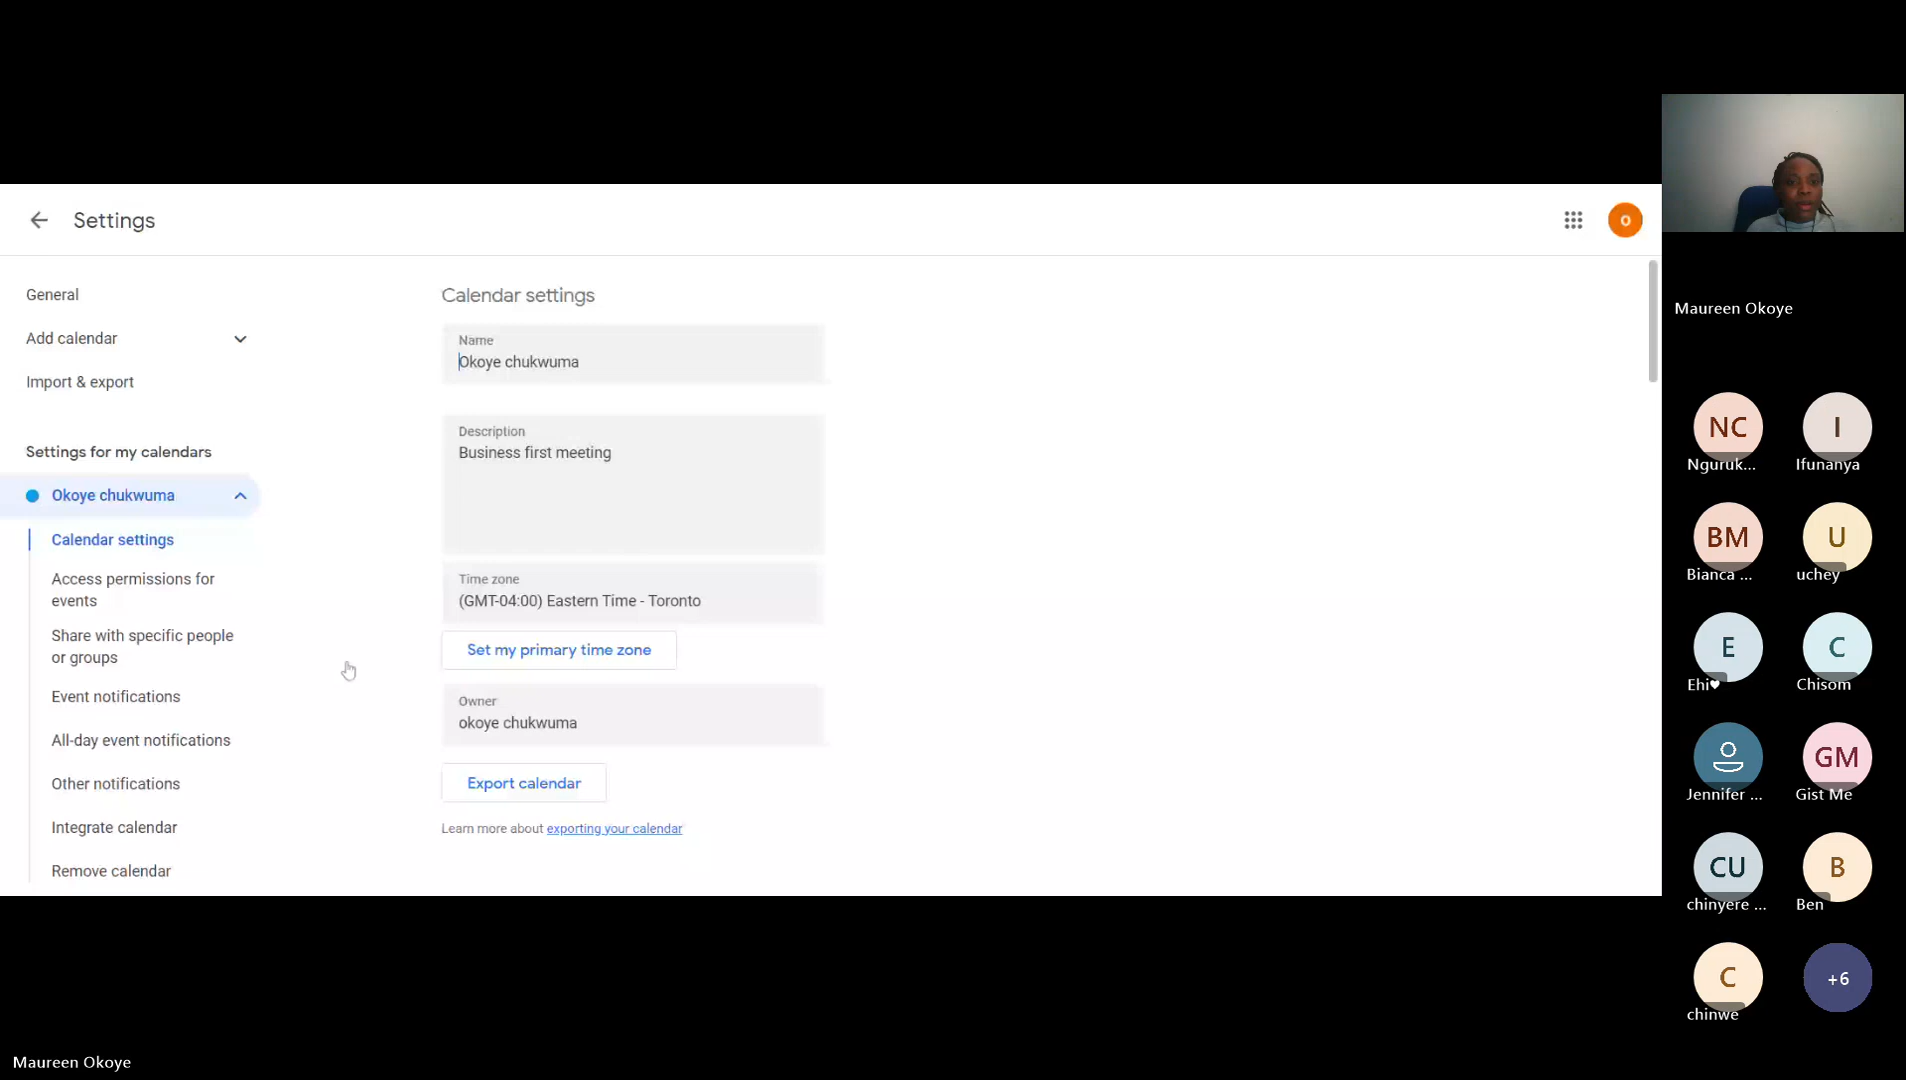 Settings
O
General
Add calendar
Import & export
Settings for my calendars
Okoye chukwuma
Calendar settings
Access permissions for
events
Share with specific people
or groups
Event notifications
All-day event notifications
Other notifications
Integrate calendar
Remove calendar
Calendar settings
Name
Okoye chukwuma
Description
Business first meeting
Time zone
(GMT-04:00) Eastern Time - Toronto
Set my primary time zone
Owner
okoye chukwuma
Export calendar
Learn more about exporting your calendar
Maureen Okoye
NC
Nguruk...
I
Ifunanya
BM
Bianca ...
U
uchey
E
Ehi♥
C
Chisom
Jennifer ...
GM
Gist Me
CU
chinyere ...
B
Ben
C
chinwe
+6
Maureen Okoye